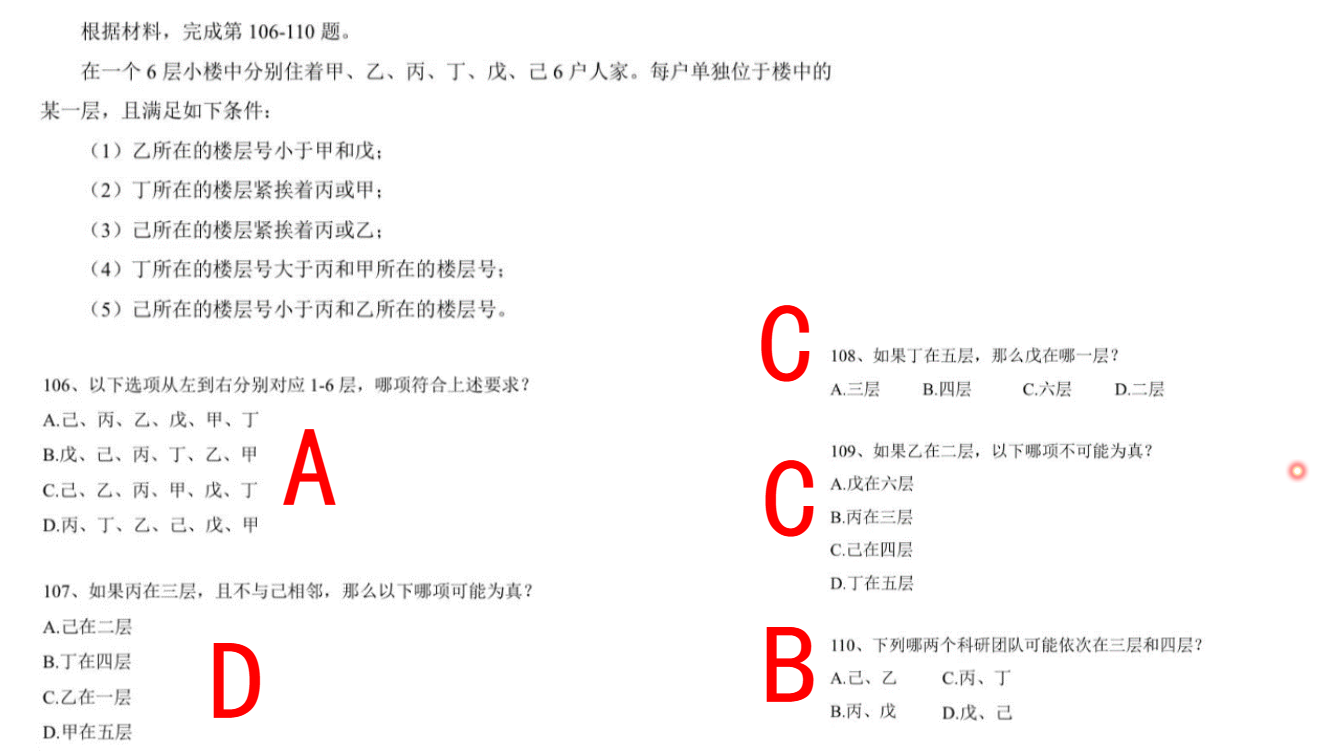 根据材料，完成第 106-110 题。
在一个 6 层小楼中分别住着甲、乙、丙、丁、戊、己 6 户人家。每户单独位于楼中的
某一层，且满足如下条件：
（1）乙所在的楼层号小于甲和戊；
（2）丁所在的楼层紧挨着丙或甲；
（3）己所在的楼层紧挨着丙或乙；
（4）丁所在的楼层号大于丙和甲所在的楼层号；
（5）己所在的楼层号小于丙和乙所在的楼层号。
106、以下选项从左到右分别对应 1-6 层，哪项符合上述要求？
A.己、丙、乙、戊、甲、丁
B.戊、己、丙、丁、乙、甲
C.己、乙、丙、甲、戊、丁
D.丙、丁、乙、己、戊、甲
A
107、如果丙在三层，且不与己相邻，那么以下哪项可能为真？
A.己在二层
B.丁在四层
C.乙在一层
D.甲在五层
D
C
108、如果丁在五层，那么戊在哪一层？
A.三层 B.四层 C.六层 D.二层
109、如果乙在二层，以下哪项不可能为真？
A.戊在六层
B.丙在三层
C.己在四层
D.丁在五层
C
110、下列哪两个科研团队可能依次在三层和四层？
A.己、乙 C.丙、丁
B.丙、戊 D.戊、己
B